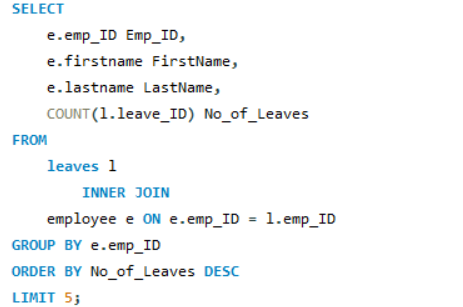 SELECT
e.emp_ID Emp_ID,
e.firstname FirstName,
e.lastname LastName,
COUNT(l.leave_ID) No_of_Leaves
FROM
leaves l
INNER JOIN
employee e ON e.emp_ID = l.emp_ID
GROUP BY e.emp_ID
ORDER BY No_of_Leaves DESC
LIMIT 5;